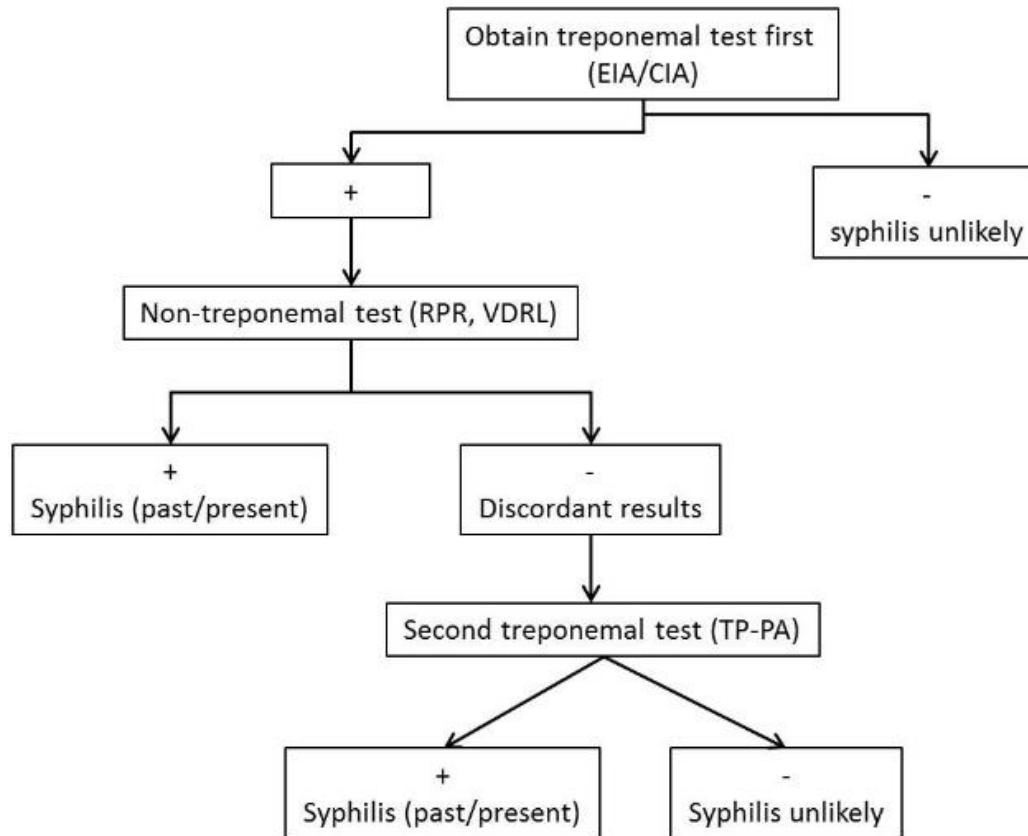 Obtain treponemal test first
(EIA/CIA)
+
-
syphilis unlikely
Non-treponemal test (RPR, VDRL)
+
Syphilis (past/present)
-
Discordant results
Second treponemal test (TP-PA)
+
Syphilis (past/present)
-
Syphilis unlikely